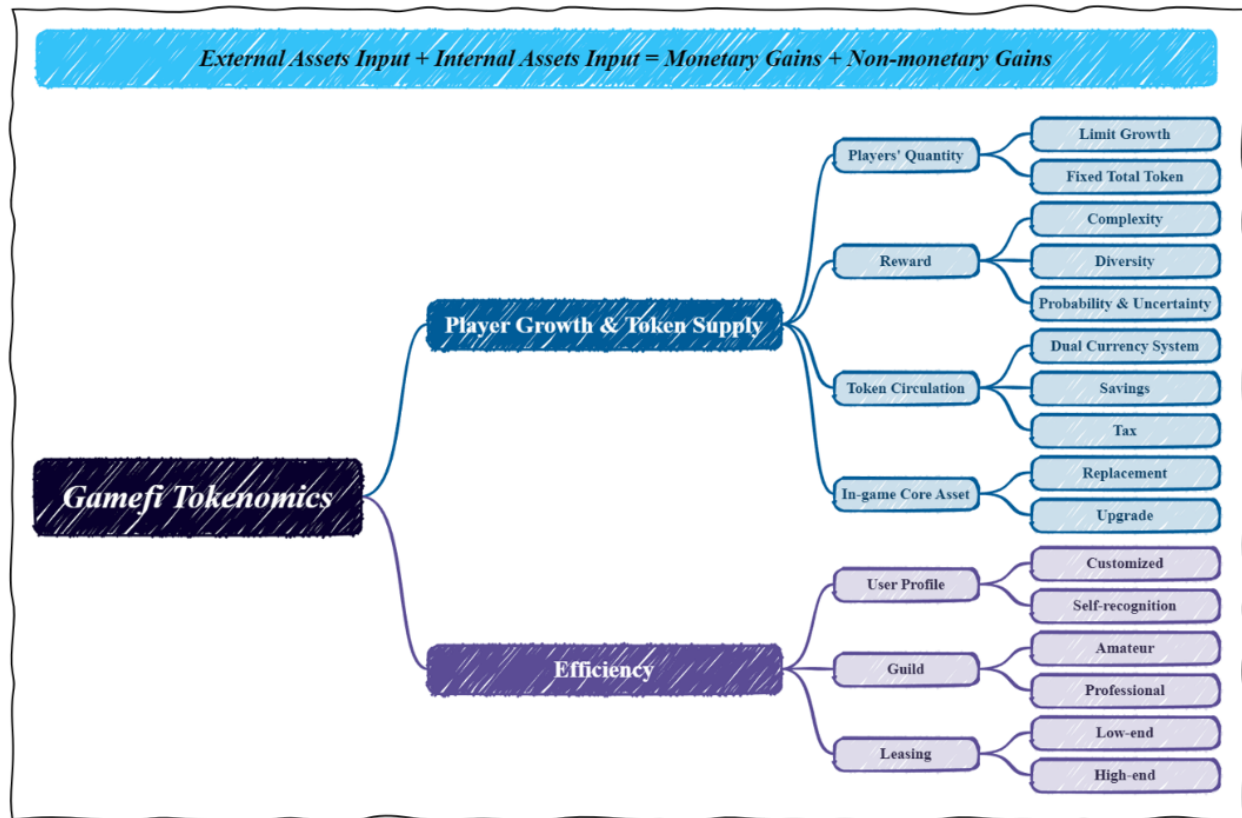 External Assets Input + Internal Assets Input = Monetary Gains + Non-monetary Gains
Gamefi Tokenomics
Player Growth & Token Supply
Players' Quantity
Limit Growth
Fixed Total Token
Reward
Complexity
Diversity
Probability & Uncertainty
Token Circulation
Dual Currency System
Savings
Tax
In-game Core Asset
Replacement
Upgrade
Efficiency
User Profile
Customized
Self-recognition
Guild
Amateur
Professional
Leasing
Low-end
High-end